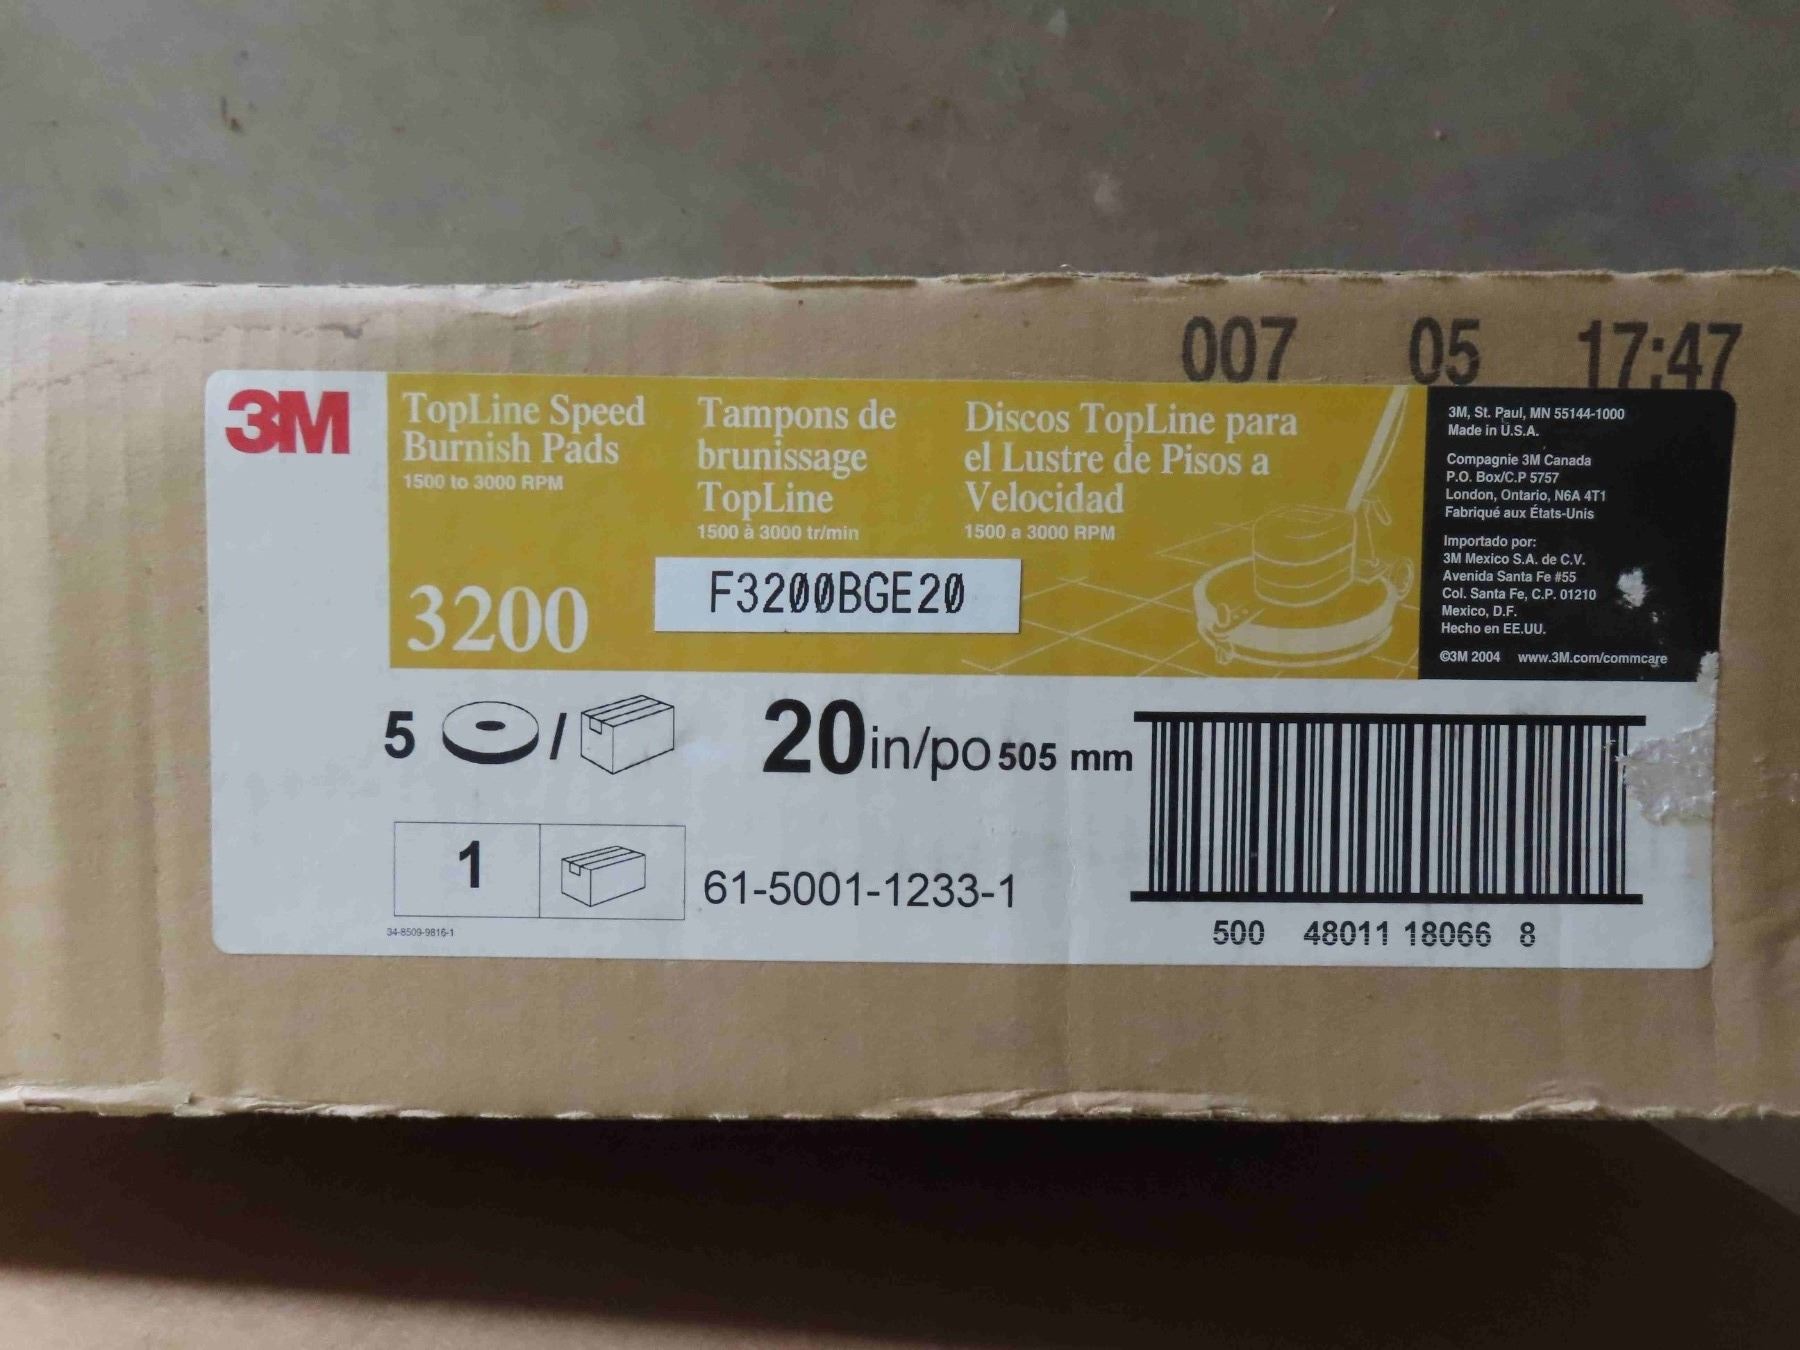 007 05 17:47
3M
TopLine Speed
Burnish Pads
1500 to 3000 RPM
3200
Tampons de
brunissage
TopLine
1500 à 3000 tr/min
Discos TopLine para
el Lustre de Pisos a
Velocidad
1500 a 3000 RPM
F3200BGE20
3M, St. Paul, MN 55144-1000
Made in U.S.A.
Compagnie 3M Canada
P.O. Box/C.P 5757
London, Ontario, N6A 4T1
Fabriqué aux États-Unis
Importado por:
3M Mexico S.A. de C.V.
Avenida Santa Fe #55
Col. Santa Fe, C.P. 01210
Mexico, D.F.
Hecho en EE.UU.
©3M 2004 www.3M.com/commcare
5 / 20in/po 505 mm
1 61-5001-1233-1
34-8509-9816-1
500 48011 18066 8